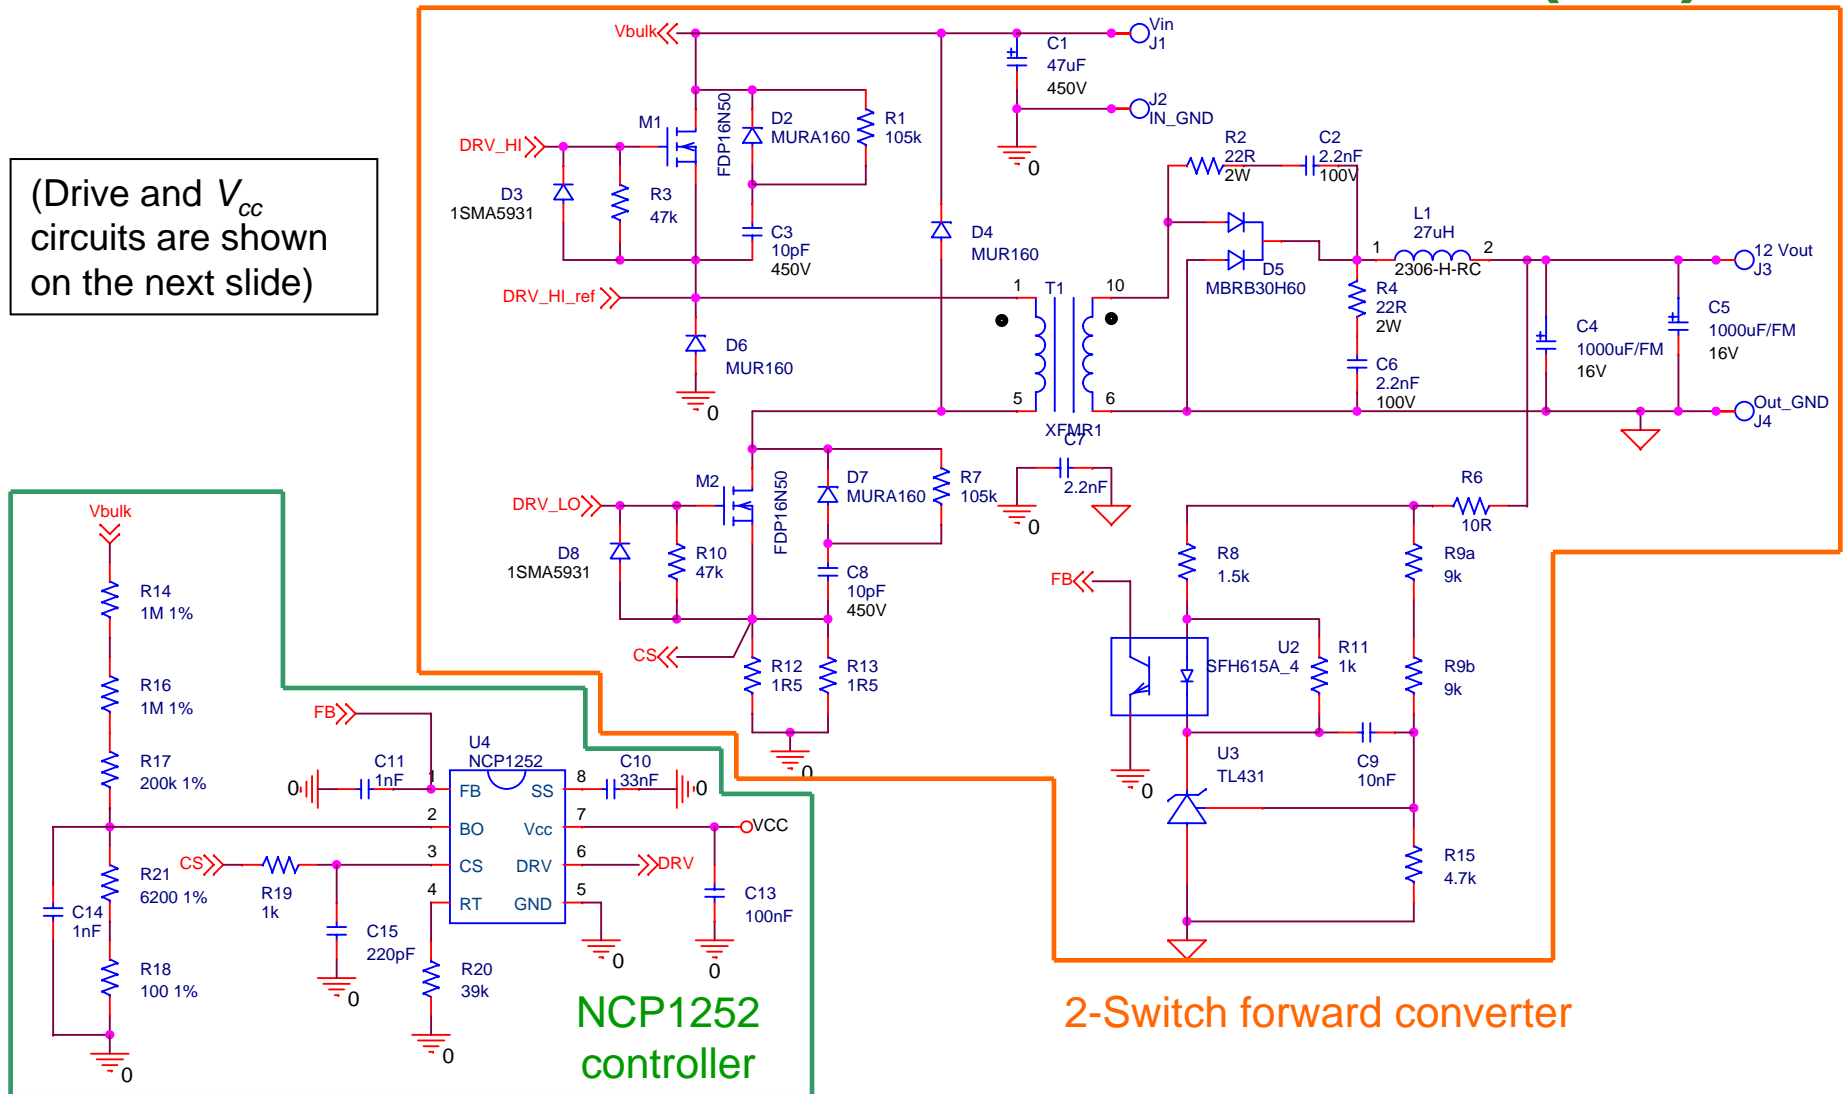 Vbulk
Vin
J1
C1
47uF
450V
J2
IN_GND
0
M1
FDP16N50
D2
MURA160
R1
105k
DRV_HI
D3
1SMA5931
R3
47k
C3
10pF
450V
D4
MUR160
R2
22R
2W
C2
2.2nF
100V
D5
MBRB30H60
L1
27uH
1
2
2306-H-RC
12 Vout
J3
R4
22R
2W
C6
2.2nF
100V
C4
1000uF/FM
16V
C5
1000uF/FM
16V
Out_GND
J4
(Drive and Vcc
circuits are shown
on the next slide)
DRV_HI_ref
D6
MUR160
0
1
T1
10
5
6
XFMR1
C7
2.2nF
0
M2
FDP16N50
D7
MURA160
R7
105k
DRV_LO
D8
1SMA5931
R10
47k
C8
10pF
450V
CS
R12
1R5
R13
1R5
0
R6
10R
R8
1.5k
R9a
9k
FB
U2
SFH615A_4
R11
1k
R9b
9k
0
U3
TL431
C9
10nF
R15
4.7k
Vbulk
R14
1M 1%
R16
1M 1%
R17
200k 1%
R21
6200 1%
R18
100 1%
C14
1nF
0
FB
C11
1nF
0
U4
NCP1252
1
FB
2
BO
3
CS
4
RT
8
SS
7
Vcc
6
DRV
5
GND
C10
33nF
0
VCC
DRV
C13
100nF
0
0
CS
R19
1k
C15
220pF
0
R20
39k
0
NCP1252
controller
2-Switch forward converter